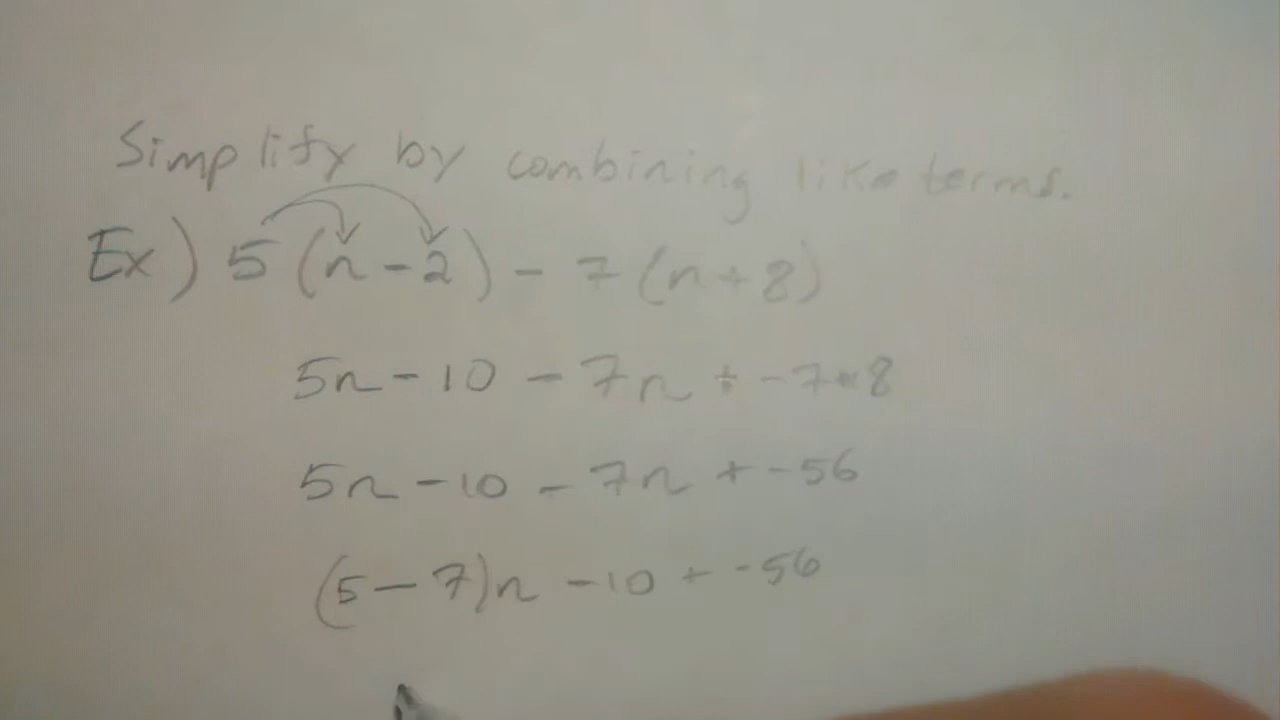 Simplify by combining like terms.
Ex) 5(n-2) - 7(n+8)
5n - 10 - 7n + -7•8
5n - 10 - 7n + -56
(5-7)n - 10 + -56